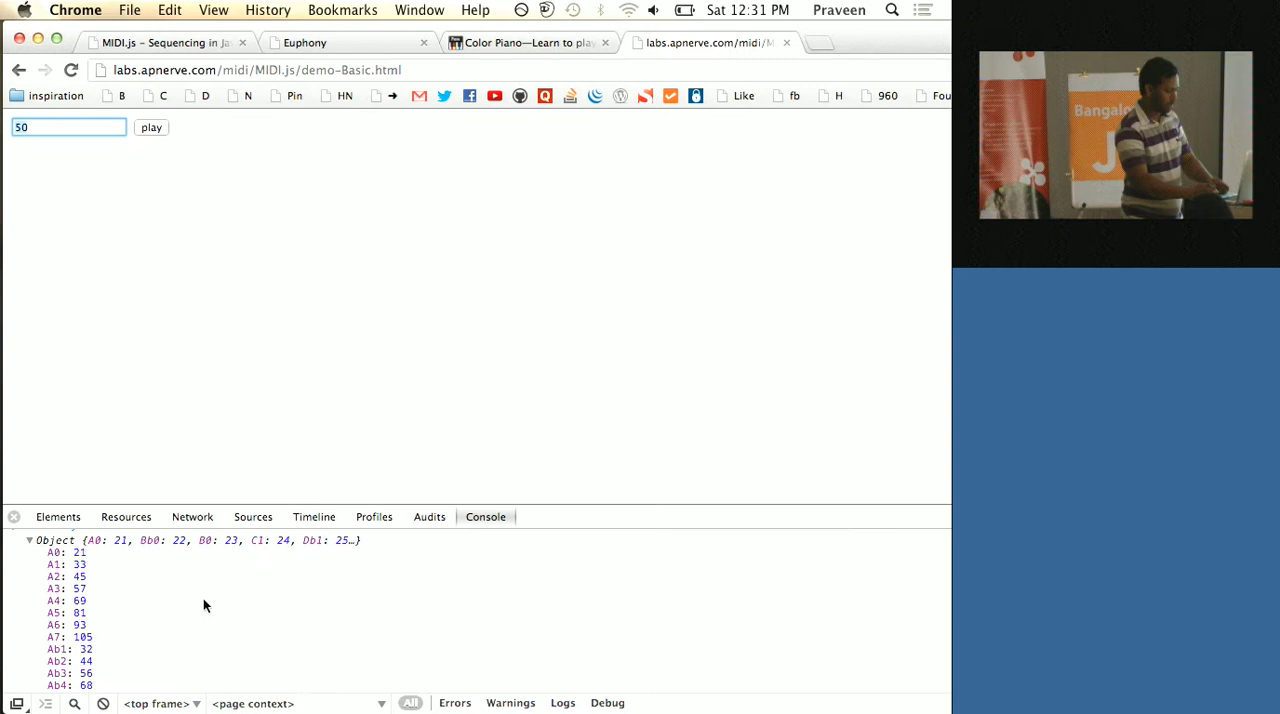 Chrome File Edit View History Bookmarks Window Help Sat 12:31 PM Praveen
MIDI.js – Sequencing in Ja
Euphony
Color Piano—Learn to play
labs.apnerve.com/midi/M
labs.apnerve.com/midi/MIDI.js/demo-Basic.html
inspiration B C D N Pin HN → Like fb H 960 Fou
50 play
Bangalo
J
Elements Resources Network Sources Timeline Profiles Audits Console
Object {A0: 21, Bb0: 22, B0: 23, C1: 24, Db1: 25…}
A0: 21
A1: 33
A2: 45
A3: 57
A4: 69
A5: 81
A6: 93
A7: 105
Ab1: 32
Ab2: 44
Ab3: 56
Ab4: 68
<top frame> <page context> All Errors Warnings Logs Debug